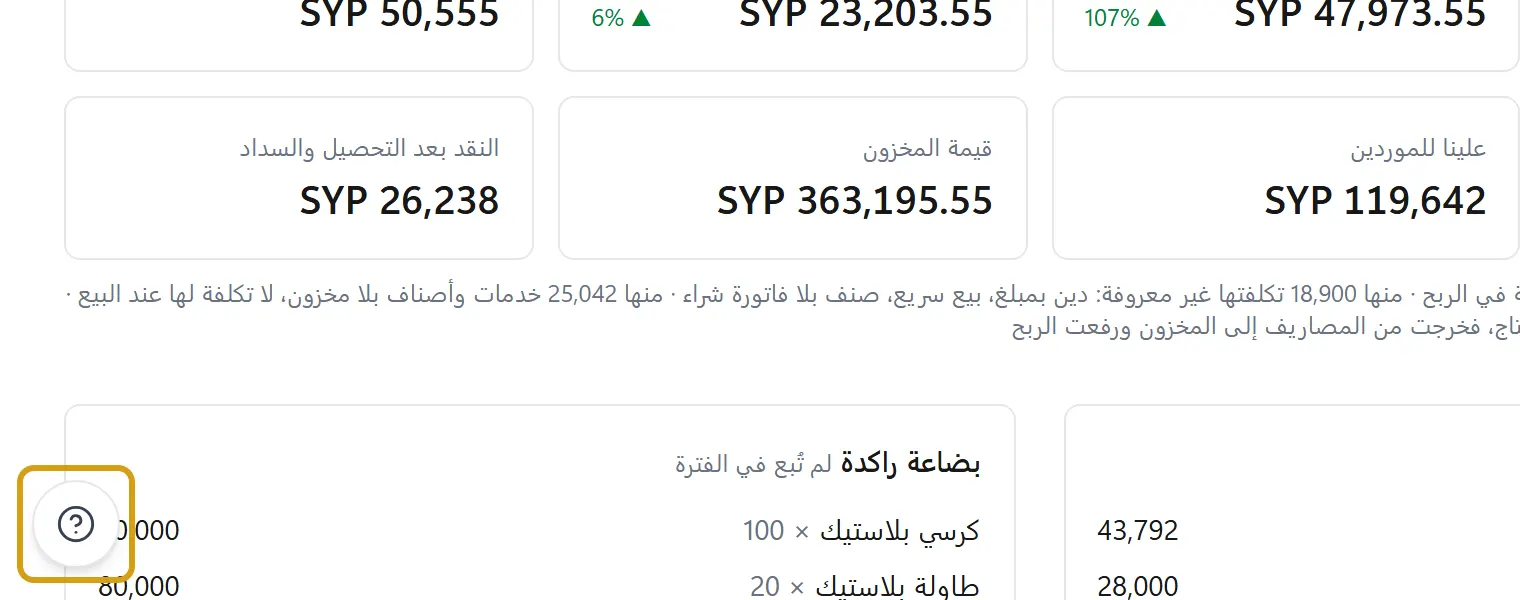 SYP 47,973.55
107% ▲
SYP 23,203.55
6% ▲
SYP 50,555
علينا للموردين
SYP 119,642
قيمة المخزون
SYP 363,195.55
النقد بعد التحصيل والسداد
SYP 26,238
في الربح · منها 18,900 تكلفتها غير معروفة: دين بمبلغ، بيع سريع، صنف بلا فاتورة شراء · منها 25,042 خدمات وأصناف بلا مخزون، لا تكلفة لها عند البيع ·
فخرجت من المصاريف إلى المخزون ورفعت الربح
43,792
28,000
بضاعة راكدة لم تُبع في الفترة
كرسي بلاستيك × 100
طاولة بلاستيك × 20 80,000